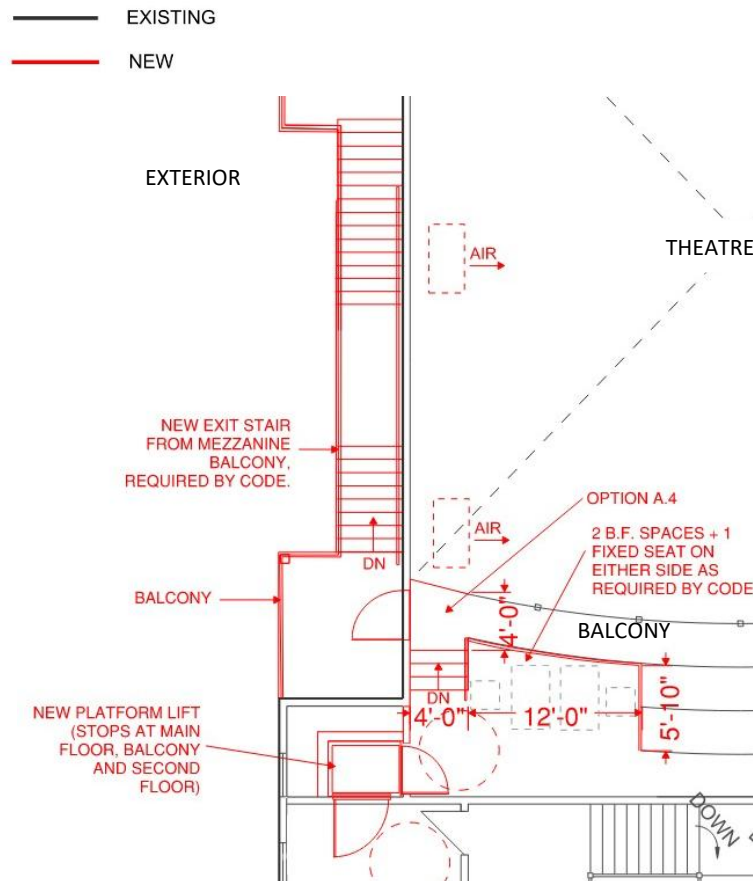 EXISTING
NEW
EXTERIOR
THEATRE
AIR
NEW EXIT STAIR
FROM MEZZANINE
BALCONY,
REQUIRED BY CODE.
OPTION A.4
AIR
2 B.F. SPACES + 1
FIXED SEAT ON
EITHER SIDE AS
REQUIRED BY CODE
DN
BALCONY
4'-0"
BALCONY
DN
4'-0"
12'-0"
5'-10"
NEW PLATFORM LIFT
(STOPS AT MAIN
FLOOR, BALCONY
AND SECOND
FLOOR)
DOWN